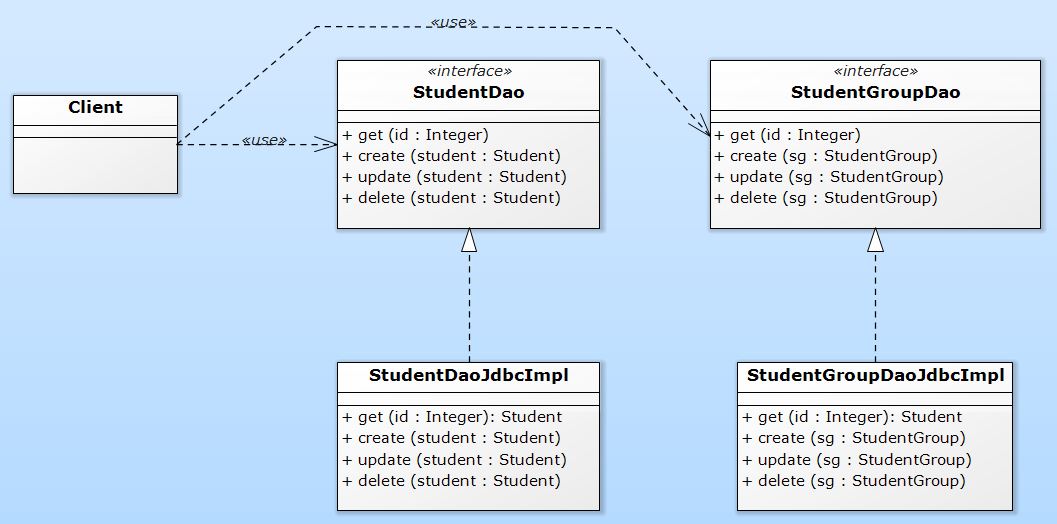 «use»
Client
«use»
«interface»
StudentDao
+ get (id : Integer)
+ create (student : Student)
+ update (student : Student)
+ delete (student : Student)
«interface»
StudentGroupDao
+ get (id : Integer)
+ create (sg : StudentGroup)
+ update (sg : StudentGroup)
+ delete (sg : StudentGroup)
StudentDaoJdbcImpl
+ get (id : Integer): Student
+ create (student : Student)
+ update (student : Student)
+ delete (student : Student)
StudentGroupDaoJdbcImpl
+ get (id : Integer): Student
+ create (sg : StudentGroup)
+ update (sg : StudentGroup)
+ delete (sg : StudentGroup)